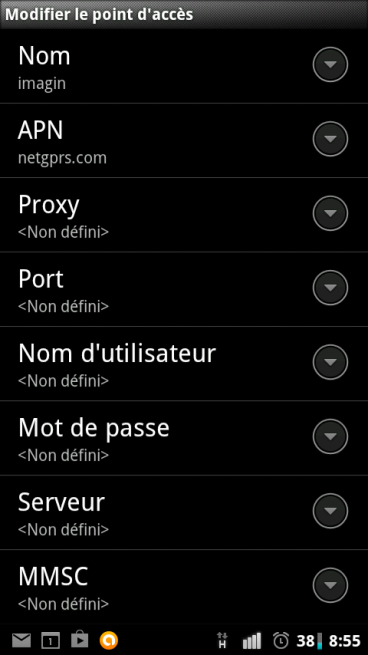 Modifier le point d'accès
Nom
imagin
APN
netgprs.com
Proxy
<Non défini>
Port
<Non défini>
Nom d'utilisateur
<Non défini>
Mot de passe
<Non défini>
Serveur
<Non défini>
MMSC
<Non défini>
1 H 38 8:55